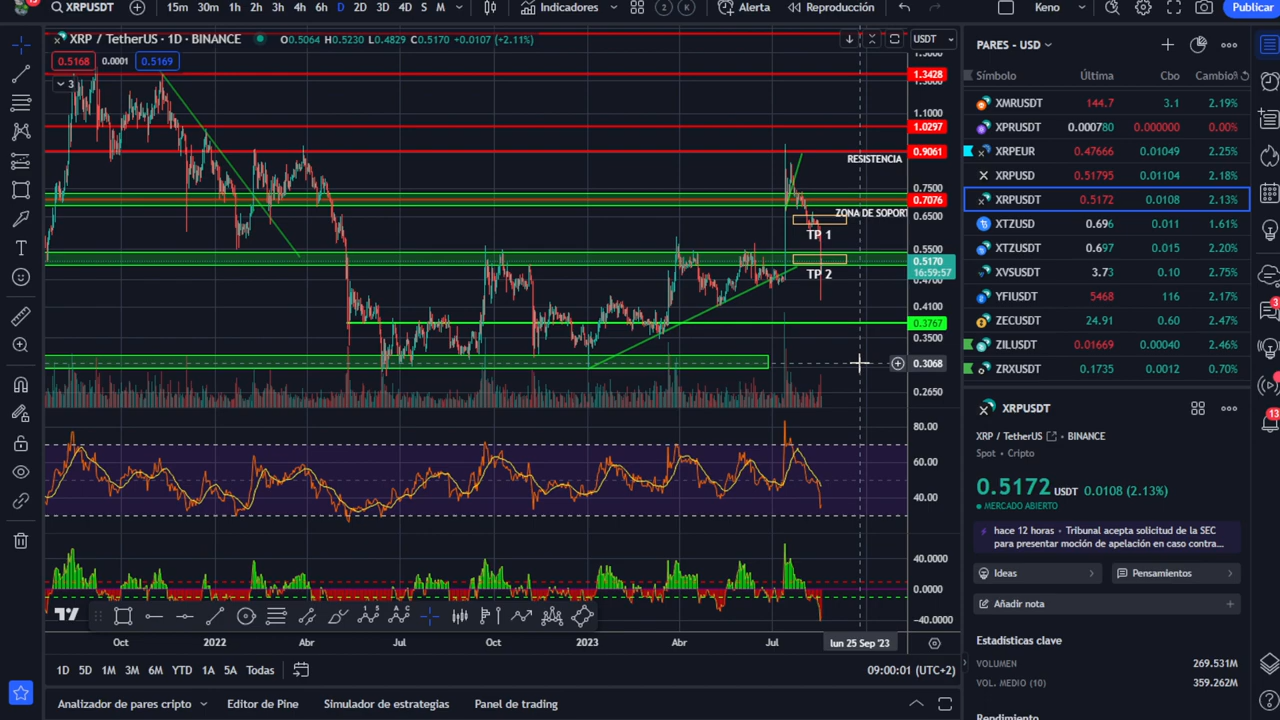 XRPUSDT
15m 30m 1h 2h 3h 4h 6h D 2D 3D 4D S M
Indicadores
2 K
Alerta
Reproducción
Keno
Publicar
XRP / TetherUS · 1D · BINANCE
O0.5064 H0.5230 L0.4829 C0.5170 +0.0107 (+2.11%)
USDT
0.5168 0.0001 0.5169
3
1.3428
1.1000
1.0297
0.9061
0.7500
0.7076
0.6500
0.5500
0.5170
16:59:57
0.4100
0.3767
0.3500
0.3068
0.2650
RESISTENCIA
ZONA DE SOPORT
TP 1
TP 2
80.00
60.00
40.00
40.0000
0.0000
-40.0000
Oct 2022 Abr Jul Oct 2023 Abr Jul
lun 25 Sep '23
1D 5D 1M 3M 6M YTD 1A 5A Todas
09:00:01 (UTC+2)
Analizador de pares cripto
Editor de Pine
Simulador de estrategias
Panel de trading
PARES - USD
Símbolo Última Cbo Cambio%
XMRUSDT 144.7 3.1 2.19%
XPRUSDT 0.000780 0.000000 0.00%
XRPEUR 0.47666 0.01049 2.25%
XRPUSD 0.51795 0.01104 2.18%
XRPUSDT 0.5172 0.0108 2.13%
XTZUSD 0.696 0.011 1.61%
XTZUSDT 0.697 0.015 2.20%
XVSUSDT 3.73 0.10 2.75%
YFIUSDT 5468 116 2.17%
ZECUSDT 24.91 0.60 2.47%
ZILUSDT 0.01669 0.00040 2.46%
ZRXUSDT 0.1735 0.0012 0.70%
XRPUSDT
XRP / TetherUS BINANCE
Spot • Cripto
0.5172 USDT 0.0108 (2.13%)
MERCADO ABIERTO
hace 12 horas • Tribunal acepta solicitud de la SEC
para presentar moción de apelación en caso contra...
Ideas
Pensamientos
Añadir nota
Estadísticas clave
VOLUMEN 269.531M
VOL. MEDIO (10) 359.262M